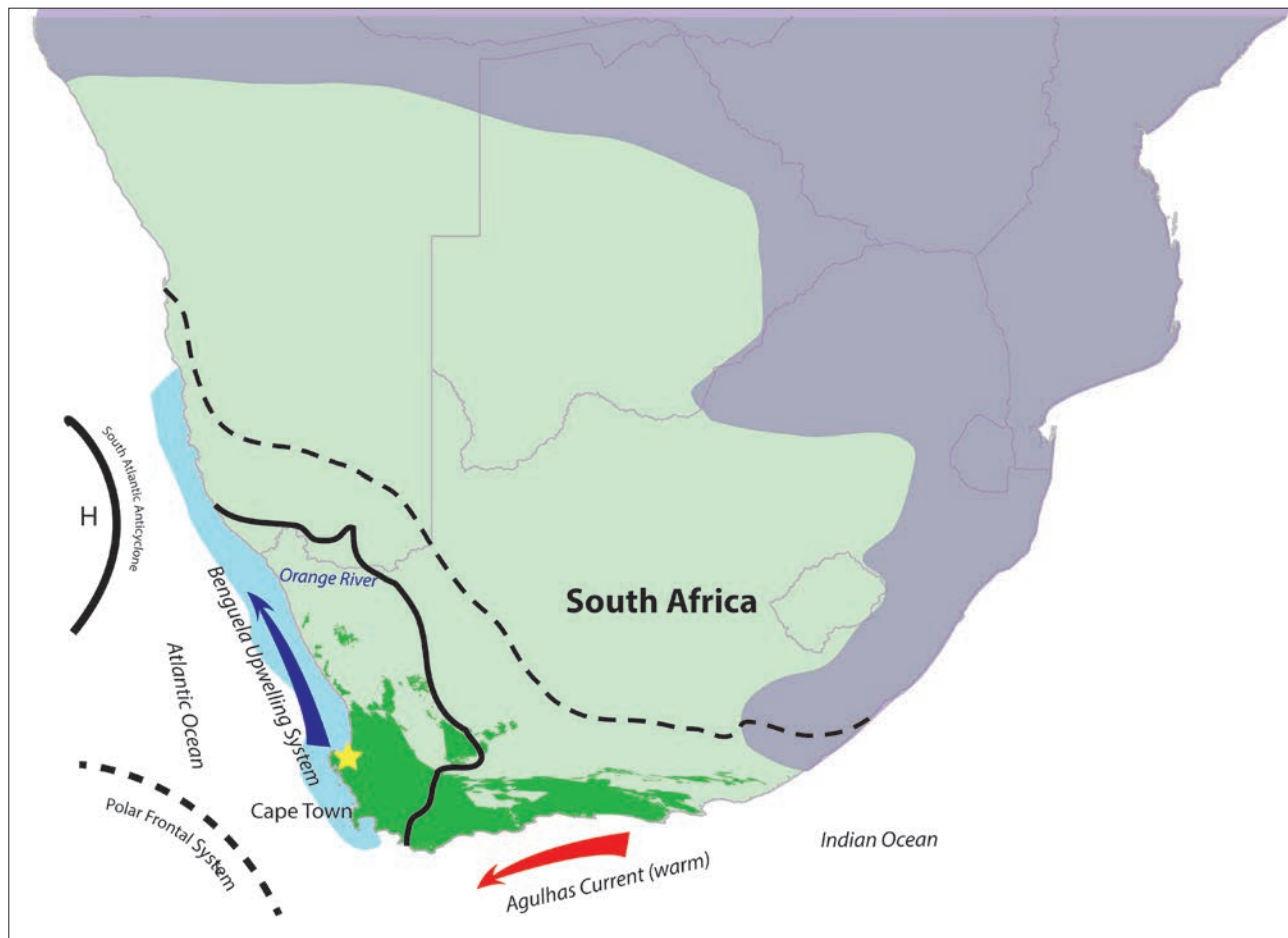 South Atlantic Anticyclone
H
Orange River
South Africa
Benguela Upwelling System
Atlantic Ocean
Cape Town
Polar Frontal System
Indian Ocean
Agulhas Current (warm)